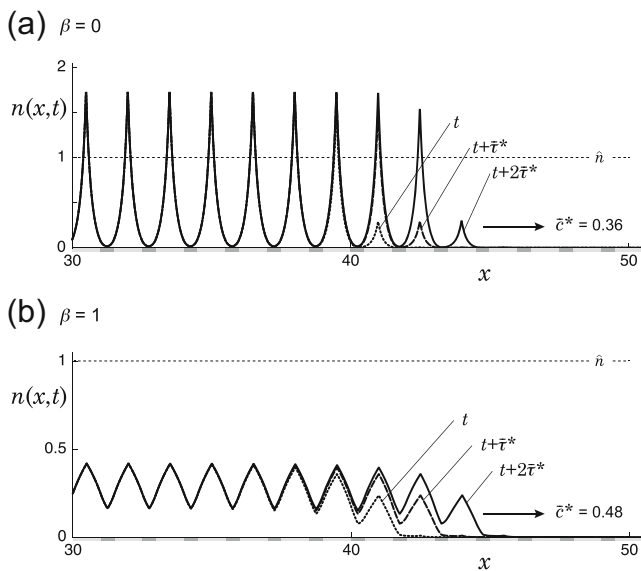 (a) β = 0
2
n(x,t)
t
t+τ̄*
1
n̂
t+2τ̄*
c̄* = 0.36
0
30
40
50
x
(b) β = 1
1
n̂
n(x,t)
t
0.5
t+τ̄*
t+2τ̄*
c̄* = 0.48
0
30
40
50
x